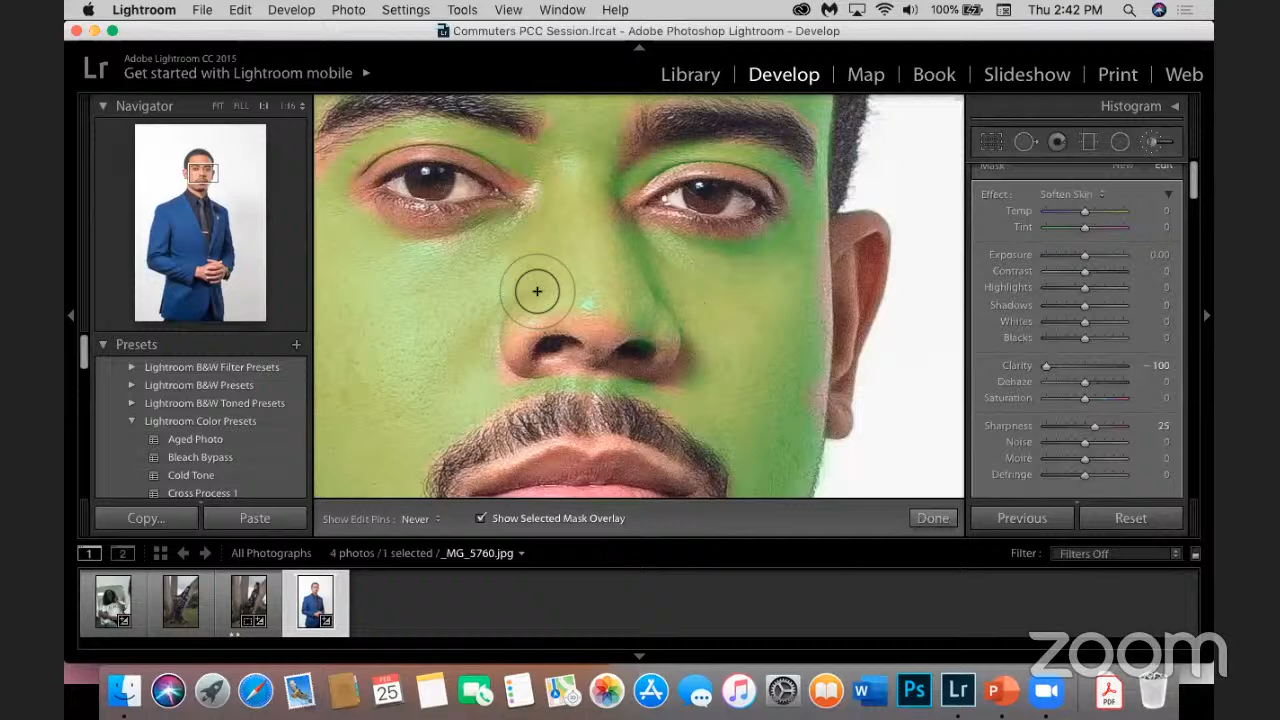 Lightroom File Edit Develop Photo Settings Tools View Window Help 100% Thu 2:42 PM
Commuters PCC Session.lrcat - Adobe Photoshop Lightroom - Develop
Lr
Adobe Lightroom CC 2015
Get started with Lightroom mobile
Library | Develop | Map | Book | Slideshow | Print | Web
Navigator FIT FILL 1:1 1:16
Histogram
Mask New Edit
Effect : Soften Skin
Temp 0
Tint 0
Exposure 0.00
Contrast 0
Highlights 0
Shadows 0
Whites 0
Blacks 0
Clarity – 100
Dehaze 0
Saturation 0
Sharpness 25
Noise 0
Moire 0
Defringe 0
Presets +
Lightroom B&W Filter Presets
Lightroom B&W Presets
Lightroom B&W Toned Presets
Lightroom Color Presets
Aged Photo
Bleach Bypass
Cold Tone
Cross Process 1
Copy... Paste
Show Edit Pins : Never Show Selected Mask Overlay Done
Previous Reset
1 2 All Photographs 4 photos / 1 selected / _MG_5760.jpg Filter : Filters Off
zoom
FEB
25
W Ps Lr P PDF